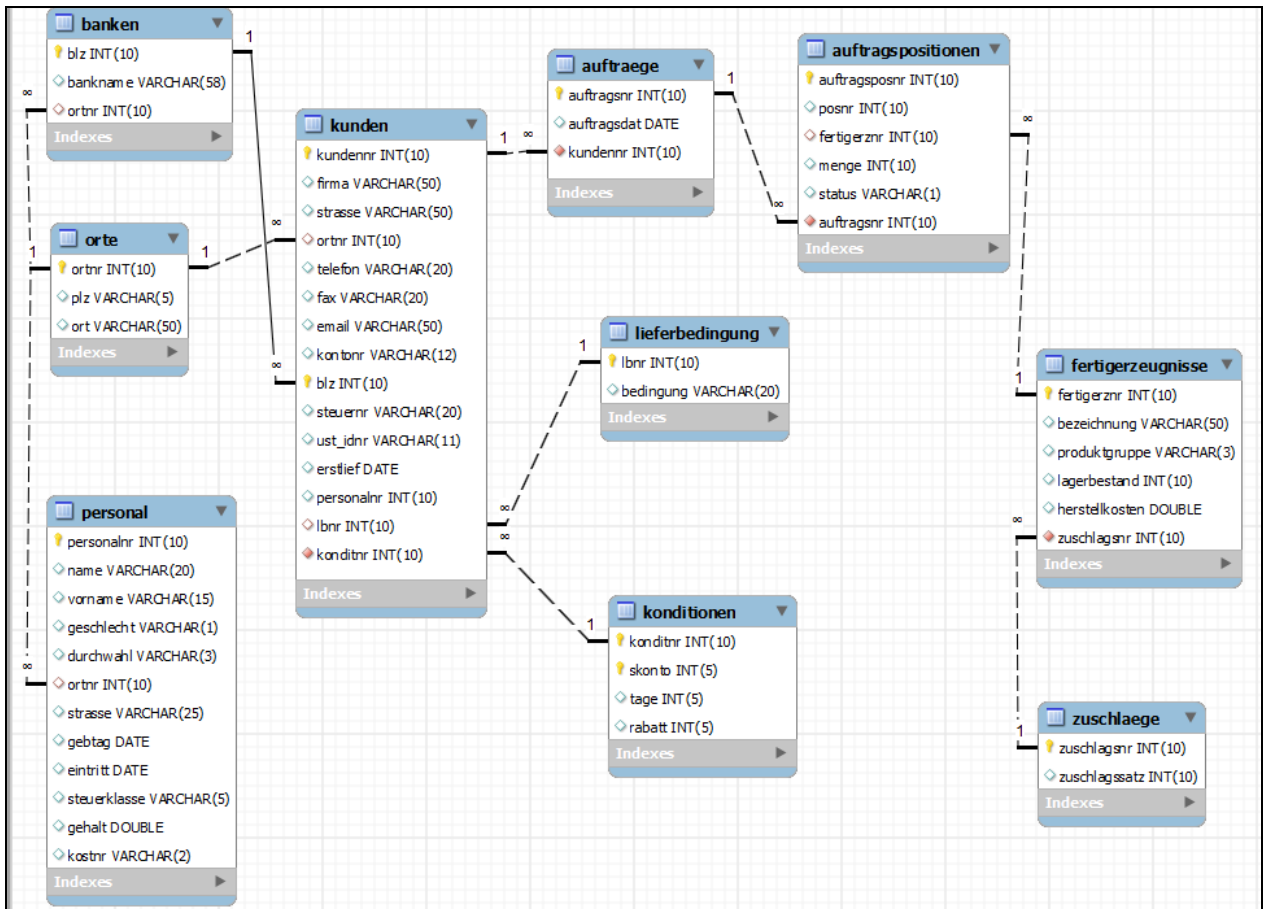 banken
blz INT(10)
bankname VARCHAR(58)
ortnr INT(10)
Indexes
1
∞
orte
ortnr INT(10)
plz VARCHAR(5)
ort VARCHAR(50)
Indexes
1
1
personal
personalnr INT(10)
name VARCHAR(20)
vorname VARCHAR(15)
geschlecht VARCHAR(1)
durchwahl VARCHAR(3)
ortnr INT(10)
strasse VARCHAR(25)
gebtag DATE
eintritt DATE
steuerklasse VARCHAR(5)
gehalt DOUBLE
kostnr VARCHAR(2)
Indexes
∞
kunden
kundennr INT(10)
firma VARCHAR(50)
strasse VARCHAR(50)
ortnr INT(10)
telefon VARCHAR(20)
fax VARCHAR(20)
email VARCHAR(50)
kontonr VARCHAR(12)
blz INT(10)
steuernr VARCHAR(20)
ust_idnr VARCHAR(11)
erstlief DATE
personalnr INT(10)
lbnr INT(10)
konditnr INT(10)
Indexes
1
∞
∞
∞
∞
auftraege
auftragsnr INT(10)
auftragsdat DATE
kundennr INT(10)
Indexes
∞
1
auftragspositionen
auftragsposnr INT(10)
posnr INT(10)
fertigerznr INT(10)
menge INT(10)
status VARCHAR(1)
auftragsnr INT(10)
Indexes
∞
∞
lieferbedingung
lbnr INT(10)
bedingung VARCHAR(20)
Indexes
1
konditionen
konditnr INT(10)
skonto INT(5)
tage INT(5)
rabatt INT(5)
Indexes
1
fertigerzeugnisse
fertigerznr INT(10)
bezeichnung VARCHAR(50)
produktgruppe VARCHAR(3)
lagerbestand INT(10)
herstellkosten DOUBLE
zuschlagsnr INT(10)
Indexes
1
∞
zuschlaege
zuschlagsnr INT(10)
zuschlagssatz INT(10)
Indexes
1